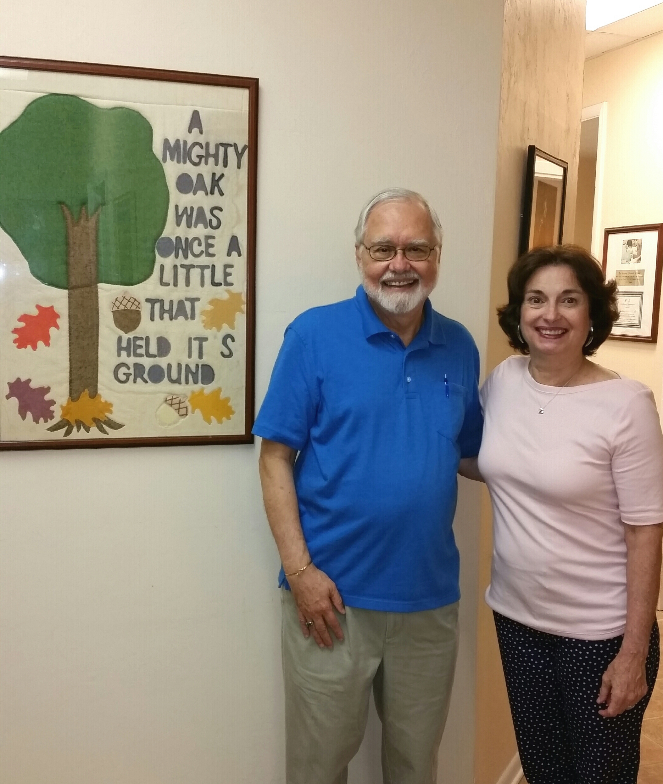 A
MIGHTY
OAK
WAS
ONCE A
LITTLE
THAT
HELD IT S
GROUND